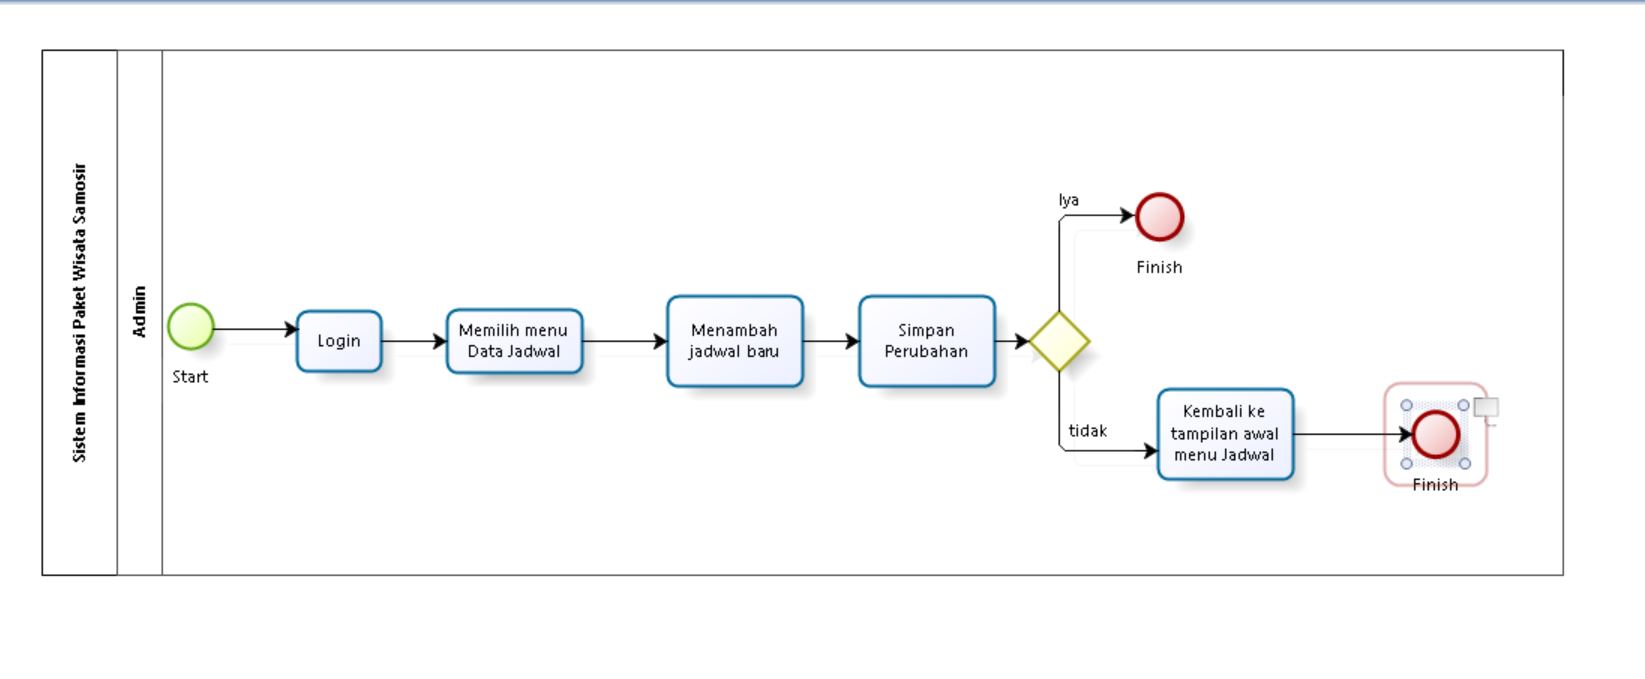 Sistem Informasi Paket Wisata Samosir
Admin
Start
Login
Memilih menu
Data Jadwal
Menambah
jadwal baru
Simpan
Perubahan
Iya
Finish
tidak
Kembali ke
tampilan awal
menu Jadwal
Finish